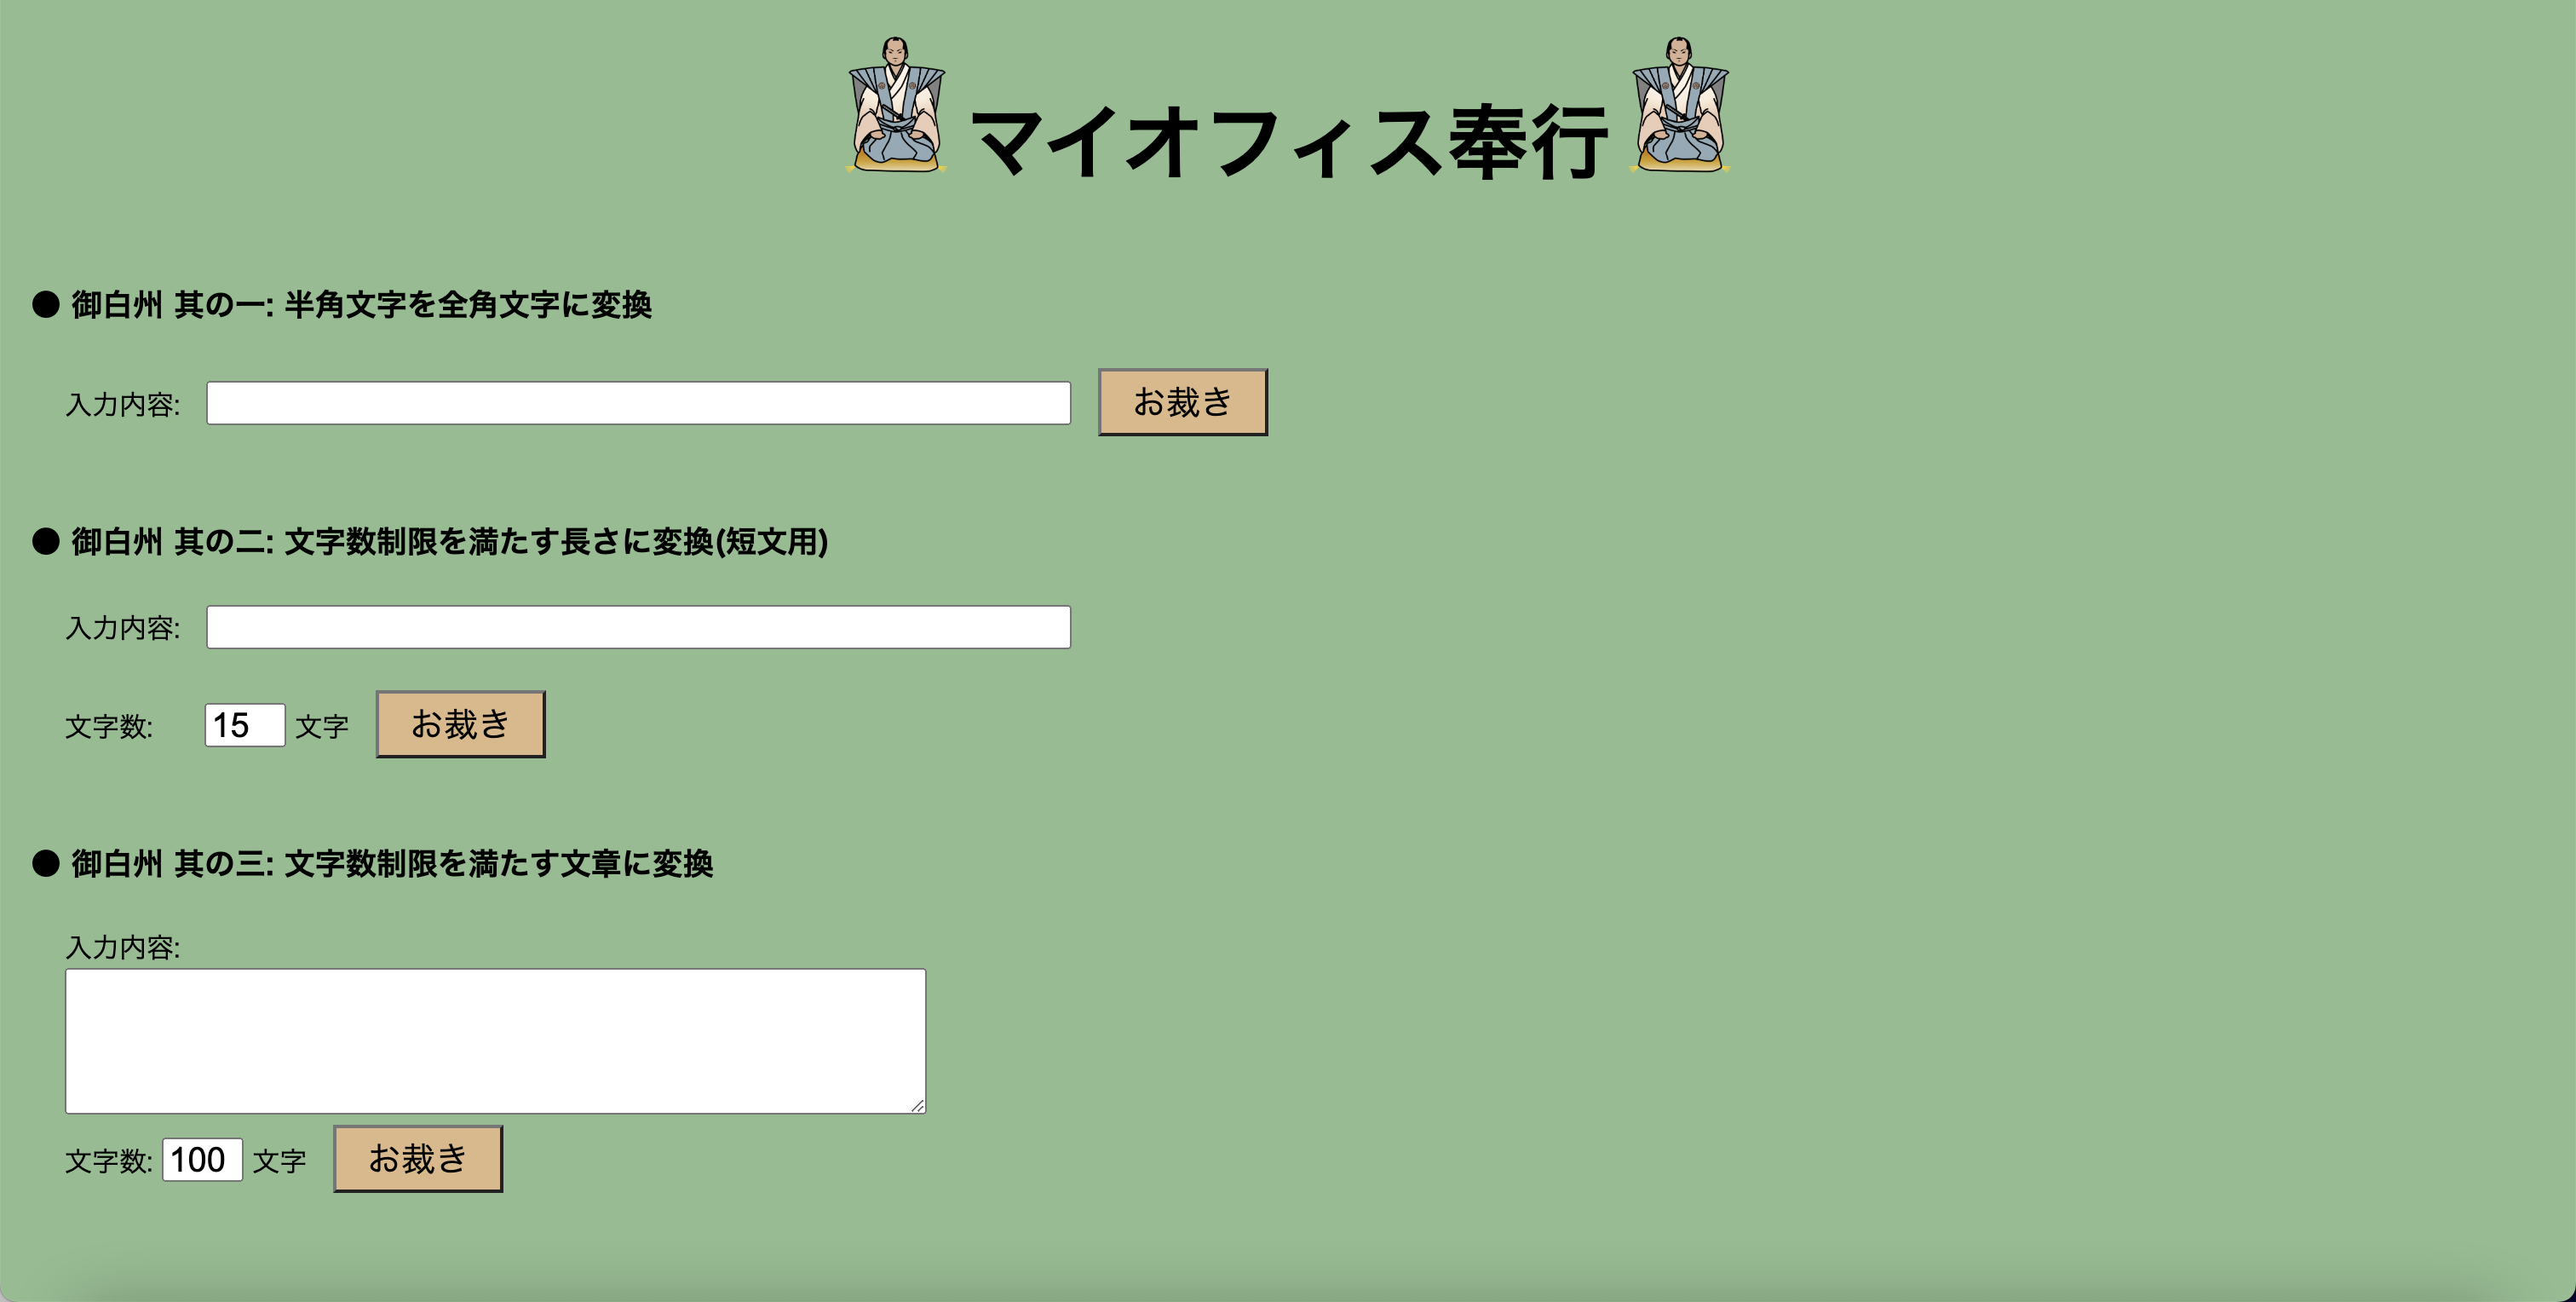 マイオフィス奉行
● 御白州 其の一: 半角文字を全角文字に変換
入力内容: お裁き
● 御白州 其の二: 文字数制限を満たす長さに変換(短文用)
入力内容:
文字数: 15 文字 お裁き
● 御白州 其の三: 文字数制限を満たす文章に変換
入力内容:
文字数: 100 文字 お裁き